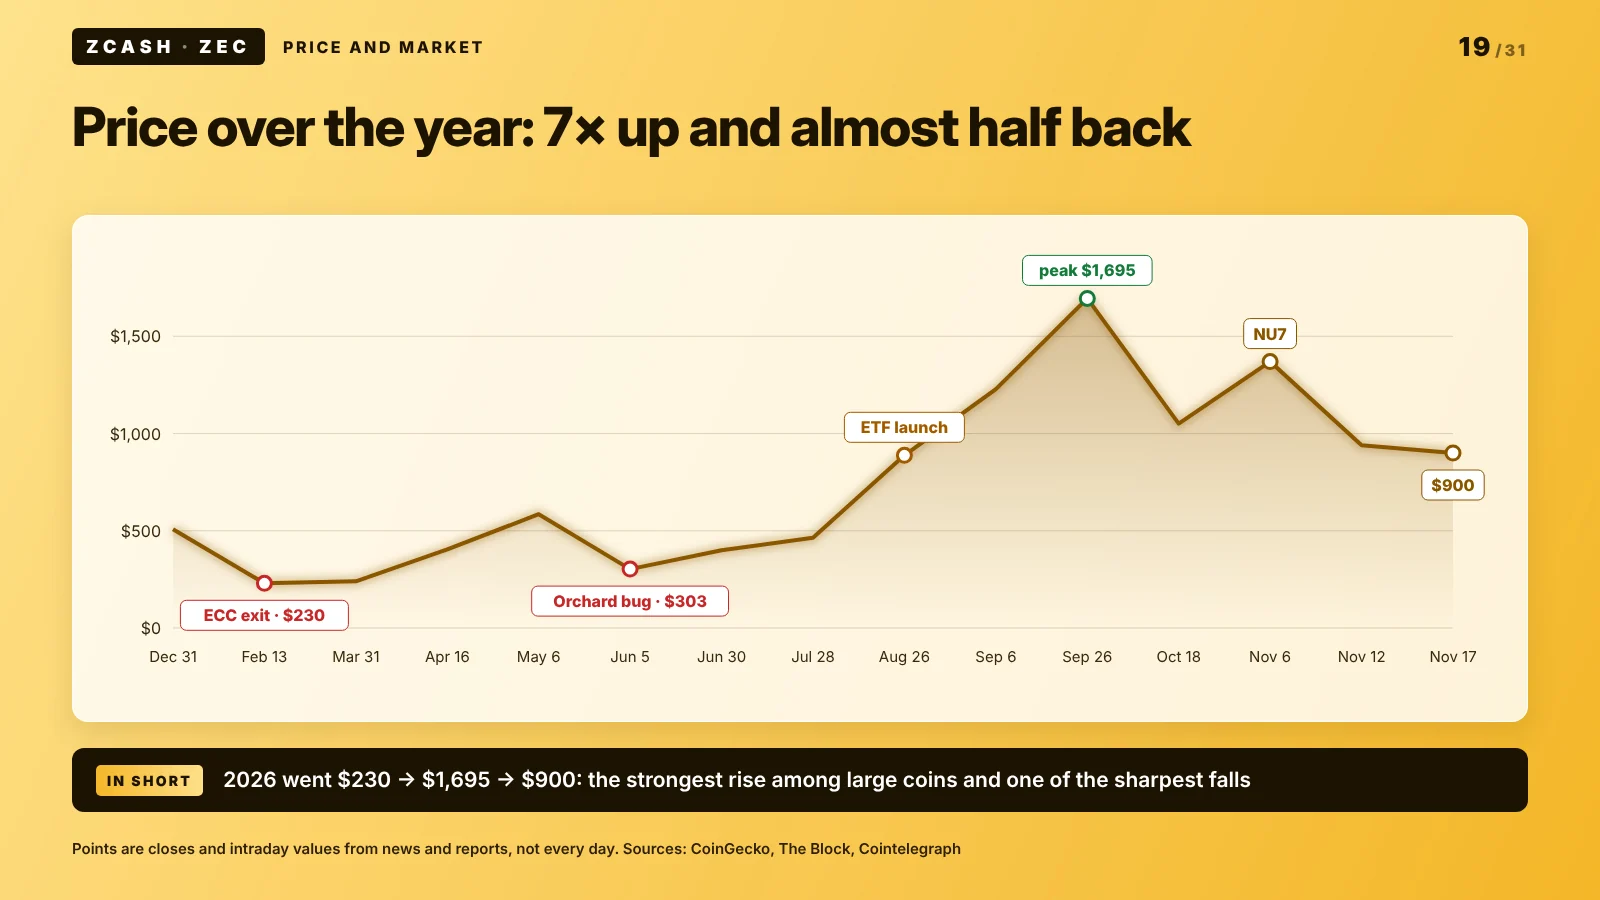 ZCASH · ZEC
PRICE AND MARKET
19 / 31
Price over the year: 7× up and almost half back
peak $1,695
NU7
ETF launch
$900
Orchard bug · $303
ECC exit · $230
$1,500
$1,000
$500
$0
Dec 31 Feb 13 Mar 31 Apr 16 May 6 Jun 5 Jun 30 Jul 28 Aug 26 Sep 6 Sep 26 Oct 18 Nov 6 Nov 12 Nov 17
IN SHORT 2026 went $230 → $1,695 → $900: the strongest rise among large coins and one of the sharpest falls
Points are closes and intraday values from news and reports, not every day. Sources: CoinGecko, The Block, Cointelegraph